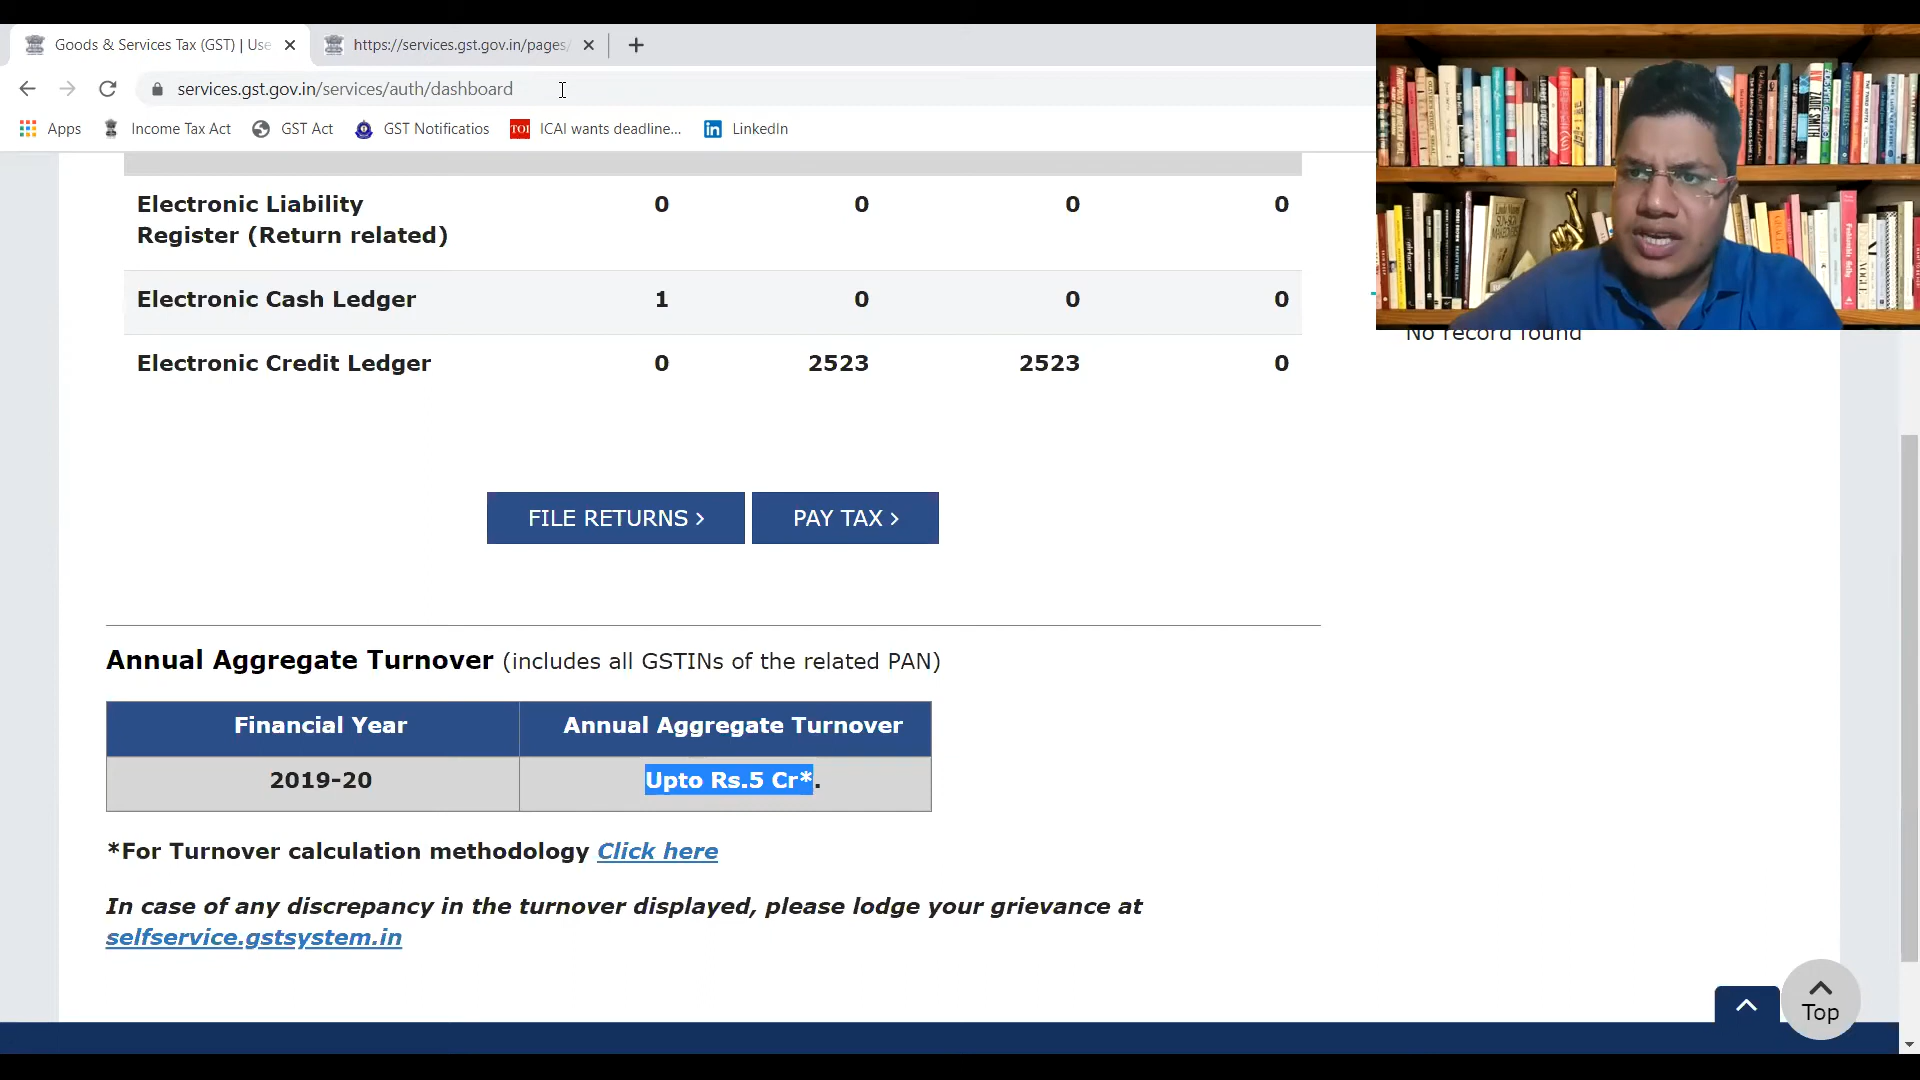 Goods & Services Tax (GST) | Use
https://services.gst.gov.in/pages/
services.gst.gov.in/services/auth/dashboard
Apps Income Tax Act GST Act GST Notificatios TOI ICAI wants deadline... in LinkedIn
Electronic Liability Register (Return related) 0 0 0 0
Electronic Cash Ledger 1 0 0 0
Electronic Credit Ledger 0 2523 2523 0
No record found
FILE RETURNS > PAY TAX >
Annual Aggregate Turnover (includes all GSTINs of the related PAN)
Financial Year Annual Aggregate Turnover
2019-20 Upto Rs.5 Cr*.
*For Turnover calculation methodology Click here
In case of any discrepancy in the turnover displayed, please lodge your grievance at
selfservice.gstsystem.in
Top